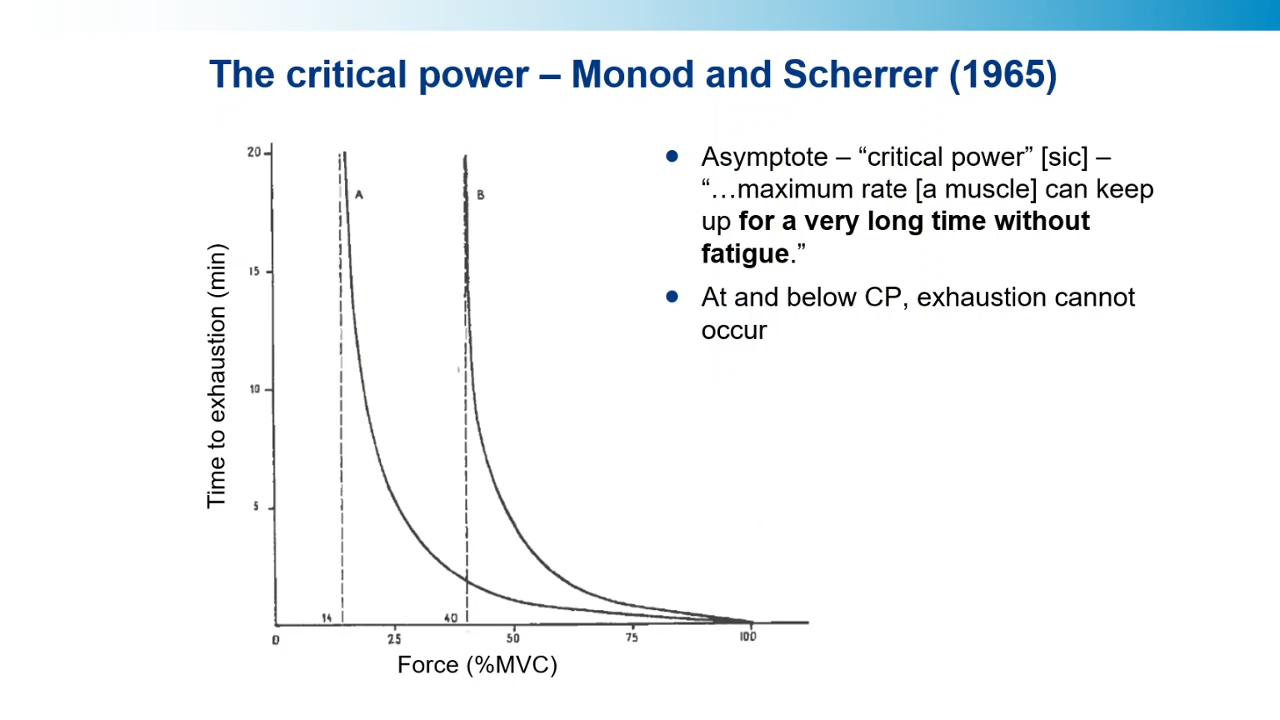 The critical power – Monod and Scherrer (1965)
20
15
10
5
A
B
14
40
0
25
50
75
100
Time to exhaustion (min)
Force (%MVC)
Asymptote – “critical power” [sic] –
“…maximum rate [a muscle] can keep
up for a very long time without
fatigue.”
At and below CP, exhaustion cannot
occur